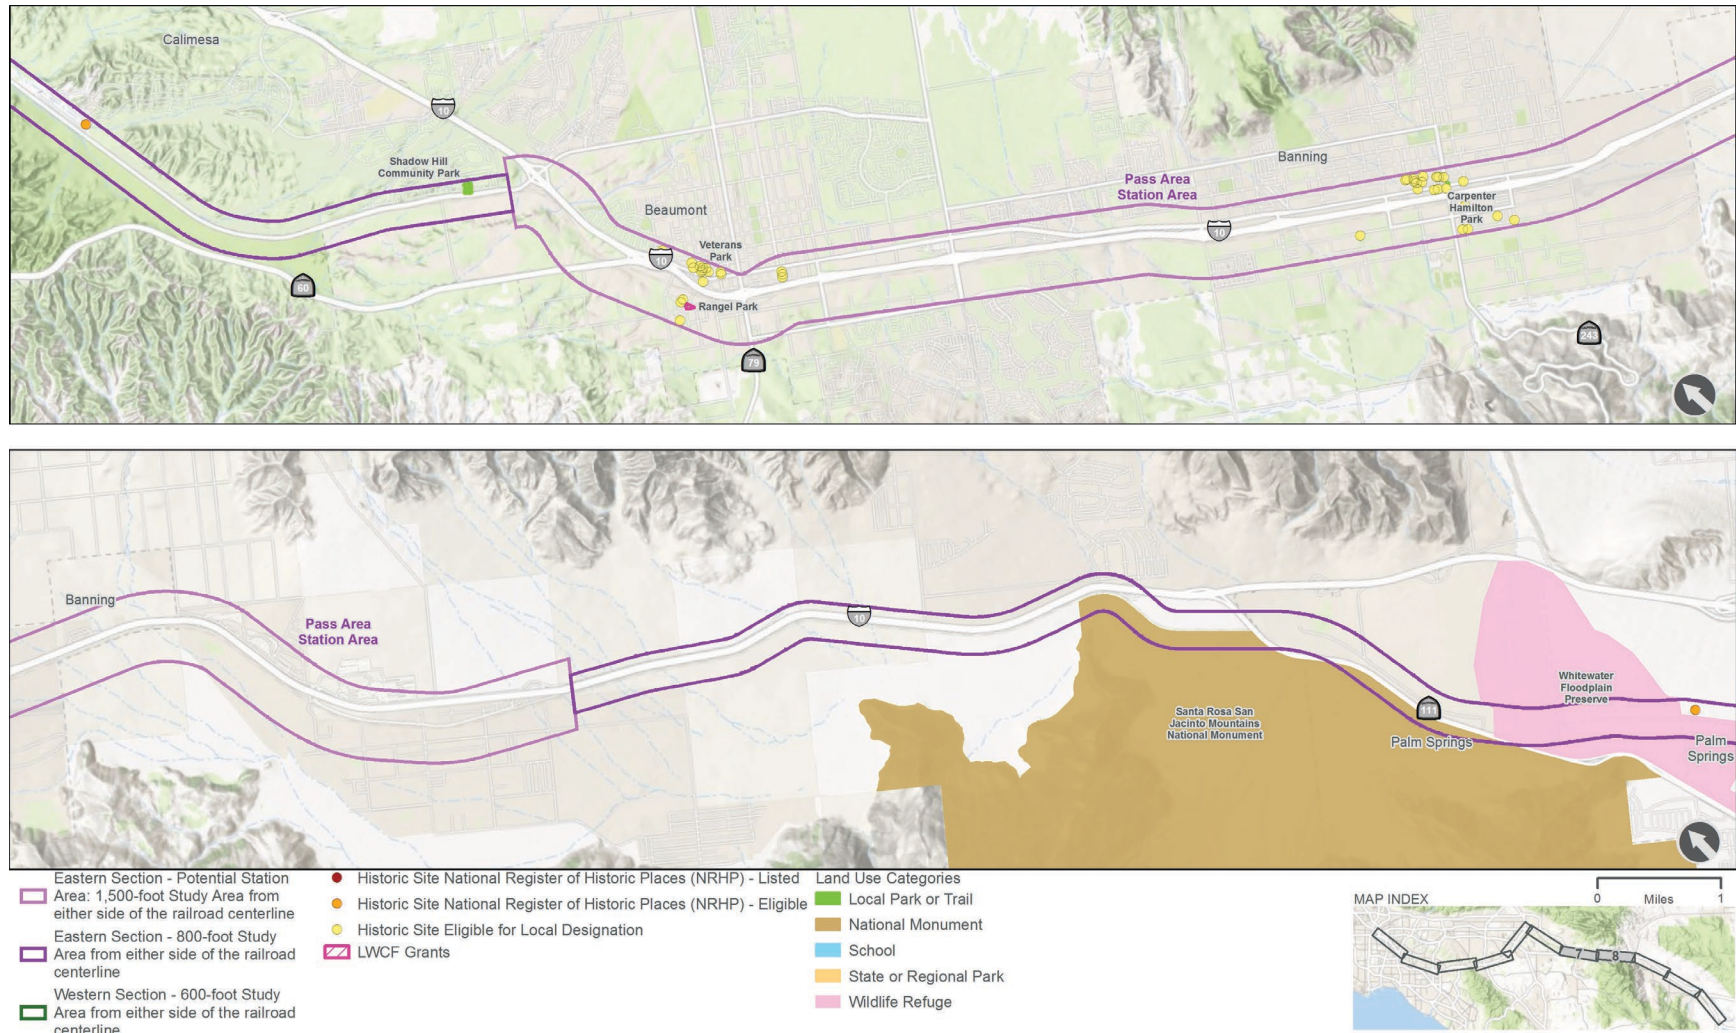 Calimesa
10
Shadow Hill
Community Park
Beaumont
60
10
Veterans
Park
Rangel Park
79
Pass Area
Station Area
10
Banning
Carpenter
Hamilton
Park
243
Banning
Pass Area
Station Area
10
Santa Rosa San
Jacinto Mountains
National Monument
111
Palm Springs
Whitewater
Floodplain
Preserve
Palm
Springs
Eastern Section - Potential Station
Area: 1,500-foot Study Area from
either side of the railroad centerline
Eastern Section - 800-foot Study
Area from either side of the railroad
centerline
Western Section - 600-foot Study
Area from either side of the railroad
centerline
Historic Site National Register of Historic Places (NRHP) - Listed
Historic Site National Register of Historic Places (NRHP) - Eligible
Historic Site Eligible for Local Designation
LWCF Grants
Land Use Categories
Local Park or Trail
National Monument
School
State or Regional Park
Wildlife Refuge
MAP INDEX
0 Miles 1
7 8